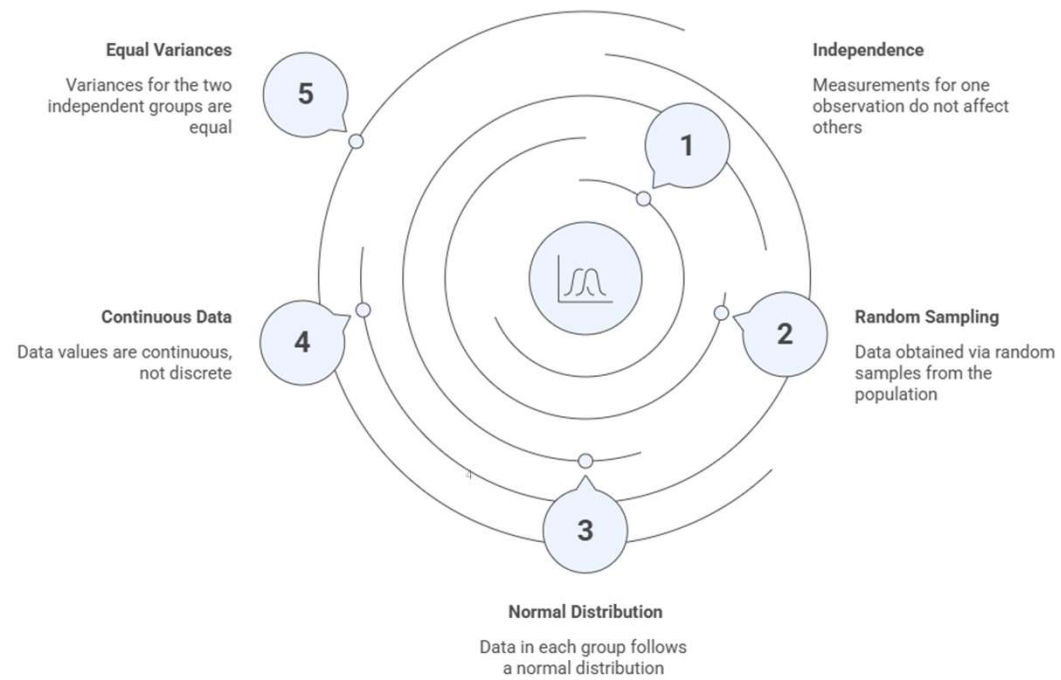 Equal Variances
Variances for the two
independent groups are
equal
5
1
Independence
Measurements for one
observation do not affect
others
Continuous Data
Data values are continuous,
not discrete
4
2
Random Sampling
Data obtained via random
samples from the
population
4
3
Normal Distribution
Data in each group follows
a normal distribution